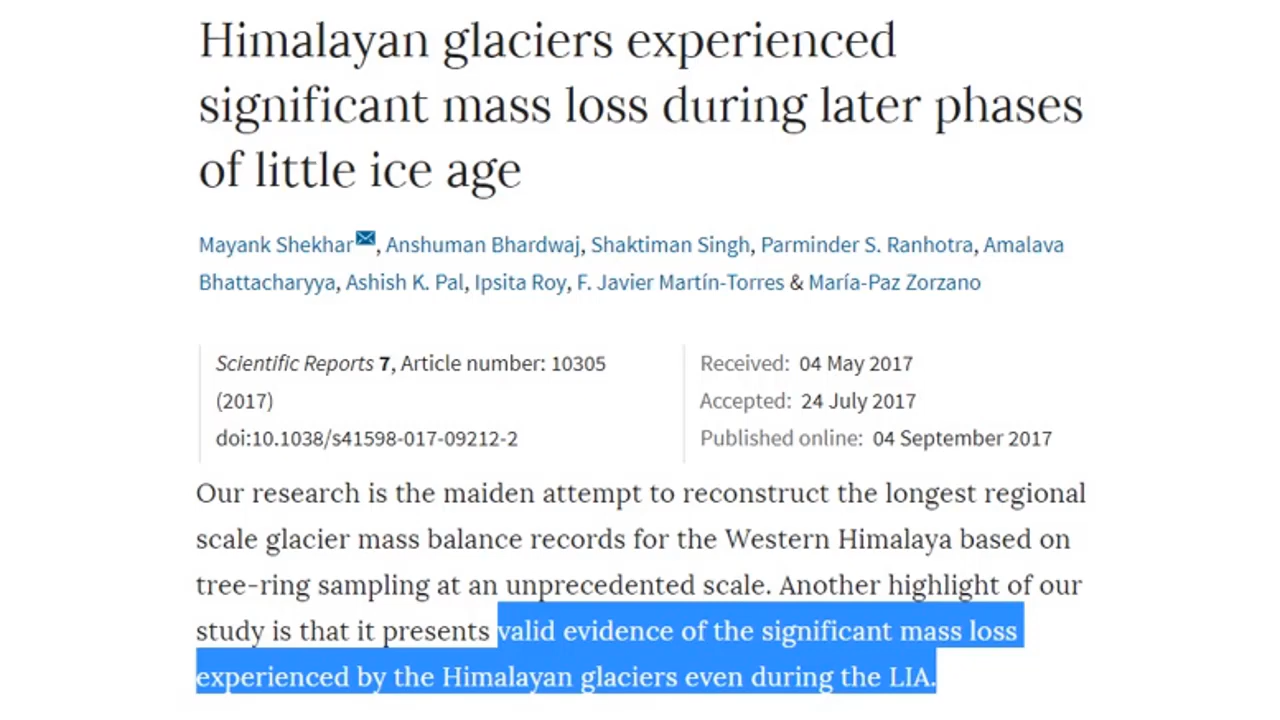 Himalayan glaciers experienced
significant mass loss during later phases
of little ice age
Mayank Shekhar, Anshuman Bhardwaj, Shaktiman Singh, Parminder S. Ranhotra, Amalava
Bhattacharyya, Ashish K. Pal, Ipsita Roy, F. Javier Martín-Torres & María-Paz Zorzano
Scientific Reports 7, Article number: 10305
(2017)
doi:10.1038/s41598-017-09212-2
Received: 04 May 2017
Accepted: 24 July 2017
Published online: 04 September 2017
Our research is the maiden attempt to reconstruct the longest regional
scale glacier mass balance records for the Western Himalaya based on
tree-ring sampling at an unprecedented scale. Another highlight of our
study is that it presents valid evidence of the significant mass loss
experienced by the Himalayan glaciers even during the LIA.